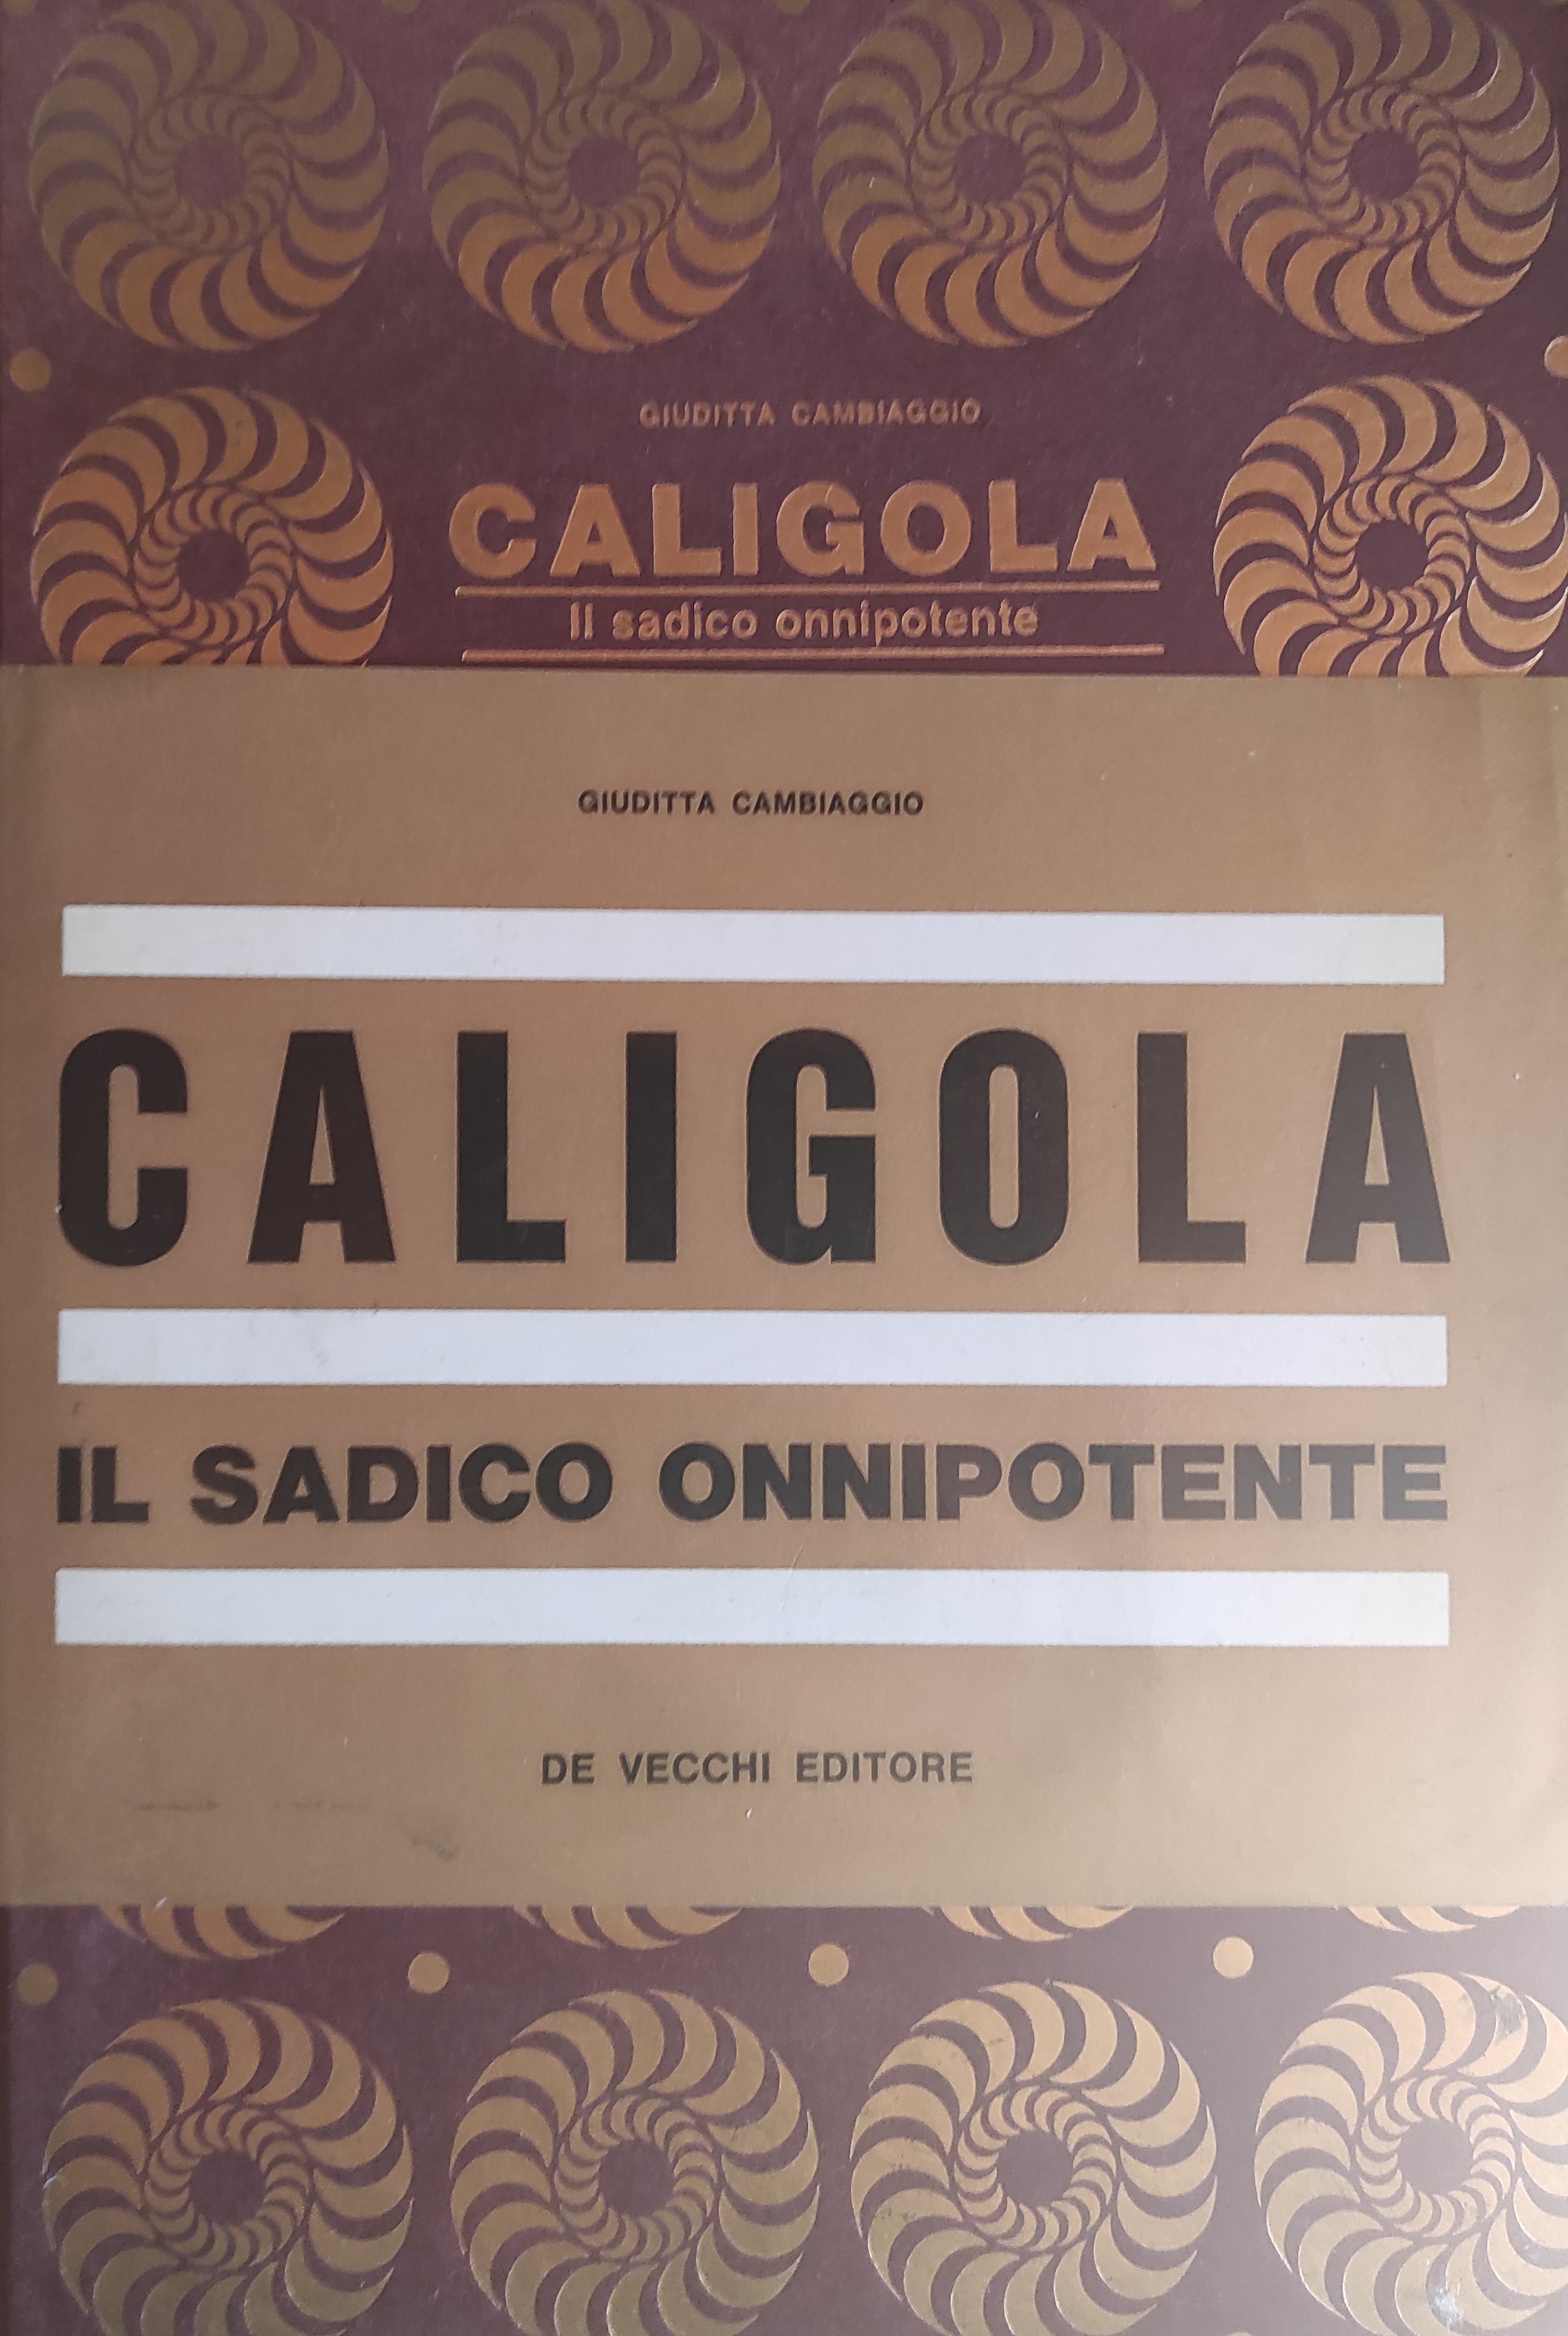 GIUDITTA CAMBIAGGIO
CALIGOLA
Il sadico onnipotente
GIUDITTA CAMBIAGGIO
CALIGOLA
IL SADICO ONNIPOTENTE
DE VECCHI EDITORE